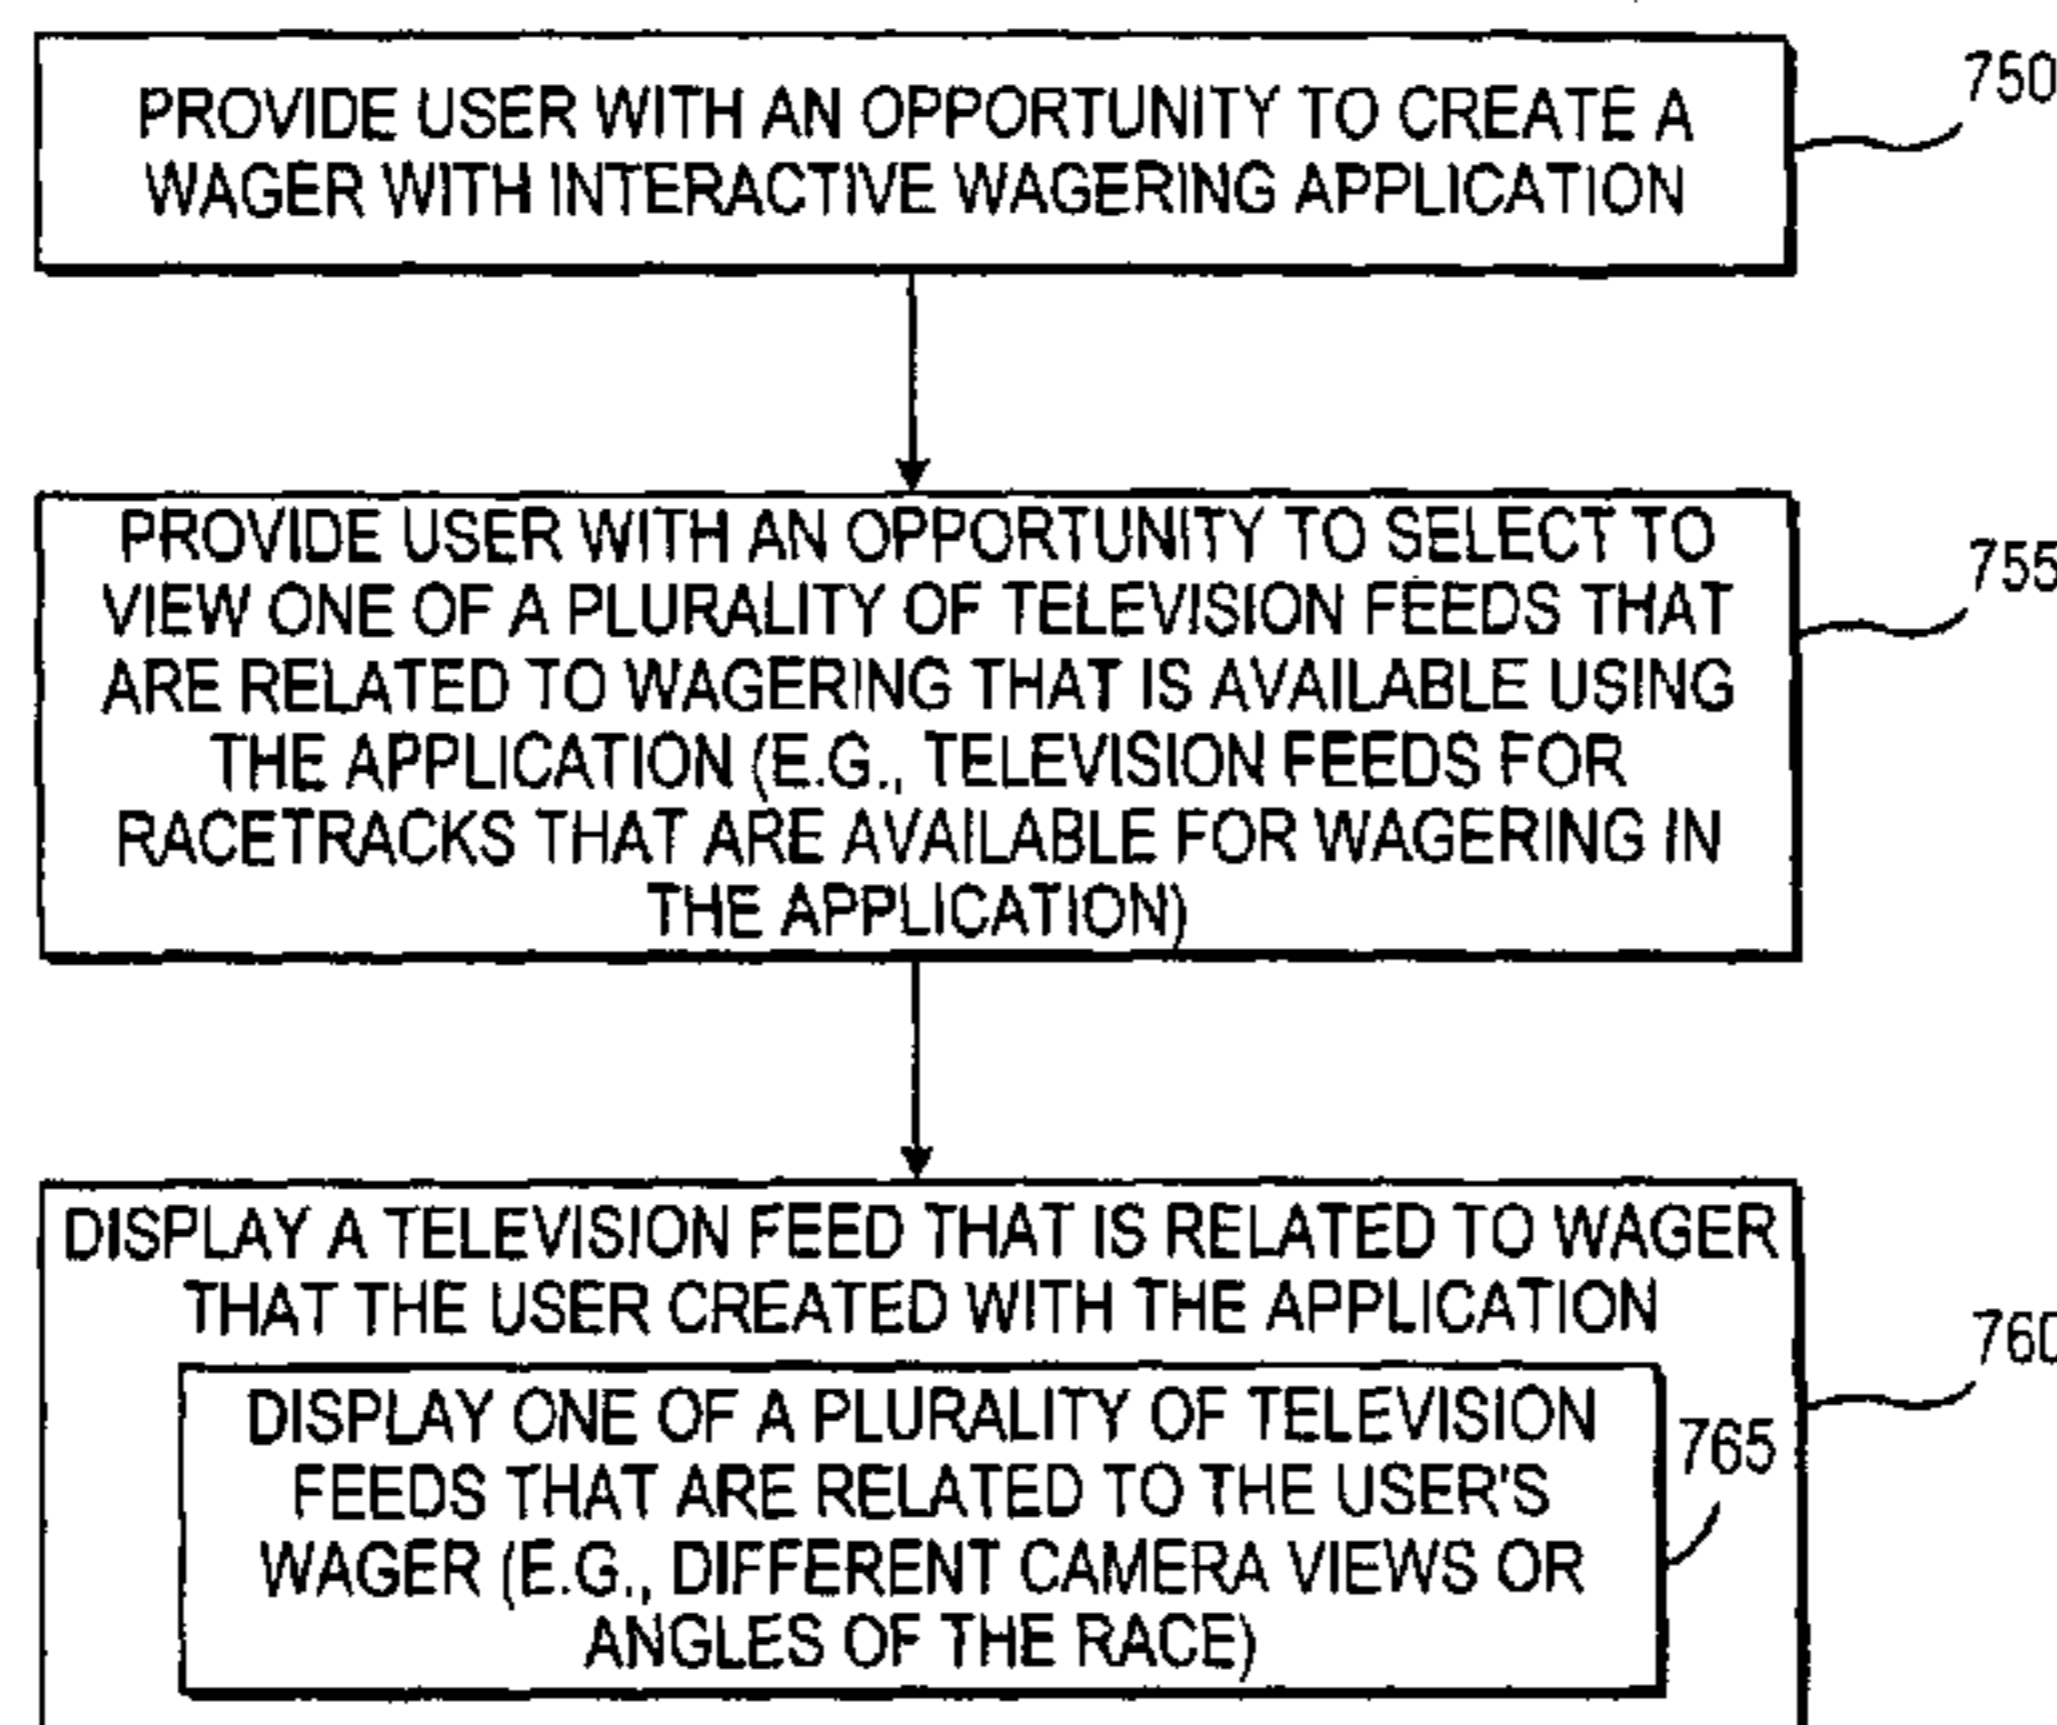 PROVIDE USER WITH AN OPPORTUNITY TO CREATE A
WAGER WITH INTERACTIVE WAGERING APPLICATION
750
PROVIDE USER WITH AN OPPORTUNITY TO SELECT TO
VIEW ONE OF A PLURALITY OF TELEVISION FEEDS THAT
ARE RELATED TO WAGERING THAT IS AVAILABLE USING
THE APPLICATION (E.G., TELEVISION FEEDS FOR
RACETRACKS THAT ARE AVAILABLE FOR WAGERING IN
THE APPLICATION)
755
DISPLAY A TELEVISION FEED THAT IS RELATED TO WAGER
THAT THE USER CREATED WITH THE APPLICATION
760
DISPLAY ONE OF A PLURALITY OF TELEVISION
FEEDS THAT ARE RELATED TO THE USER'S
WAGER (E.G., DIFFERENT CAMERA VIEWS OR
ANGLES OF THE RACE)
765